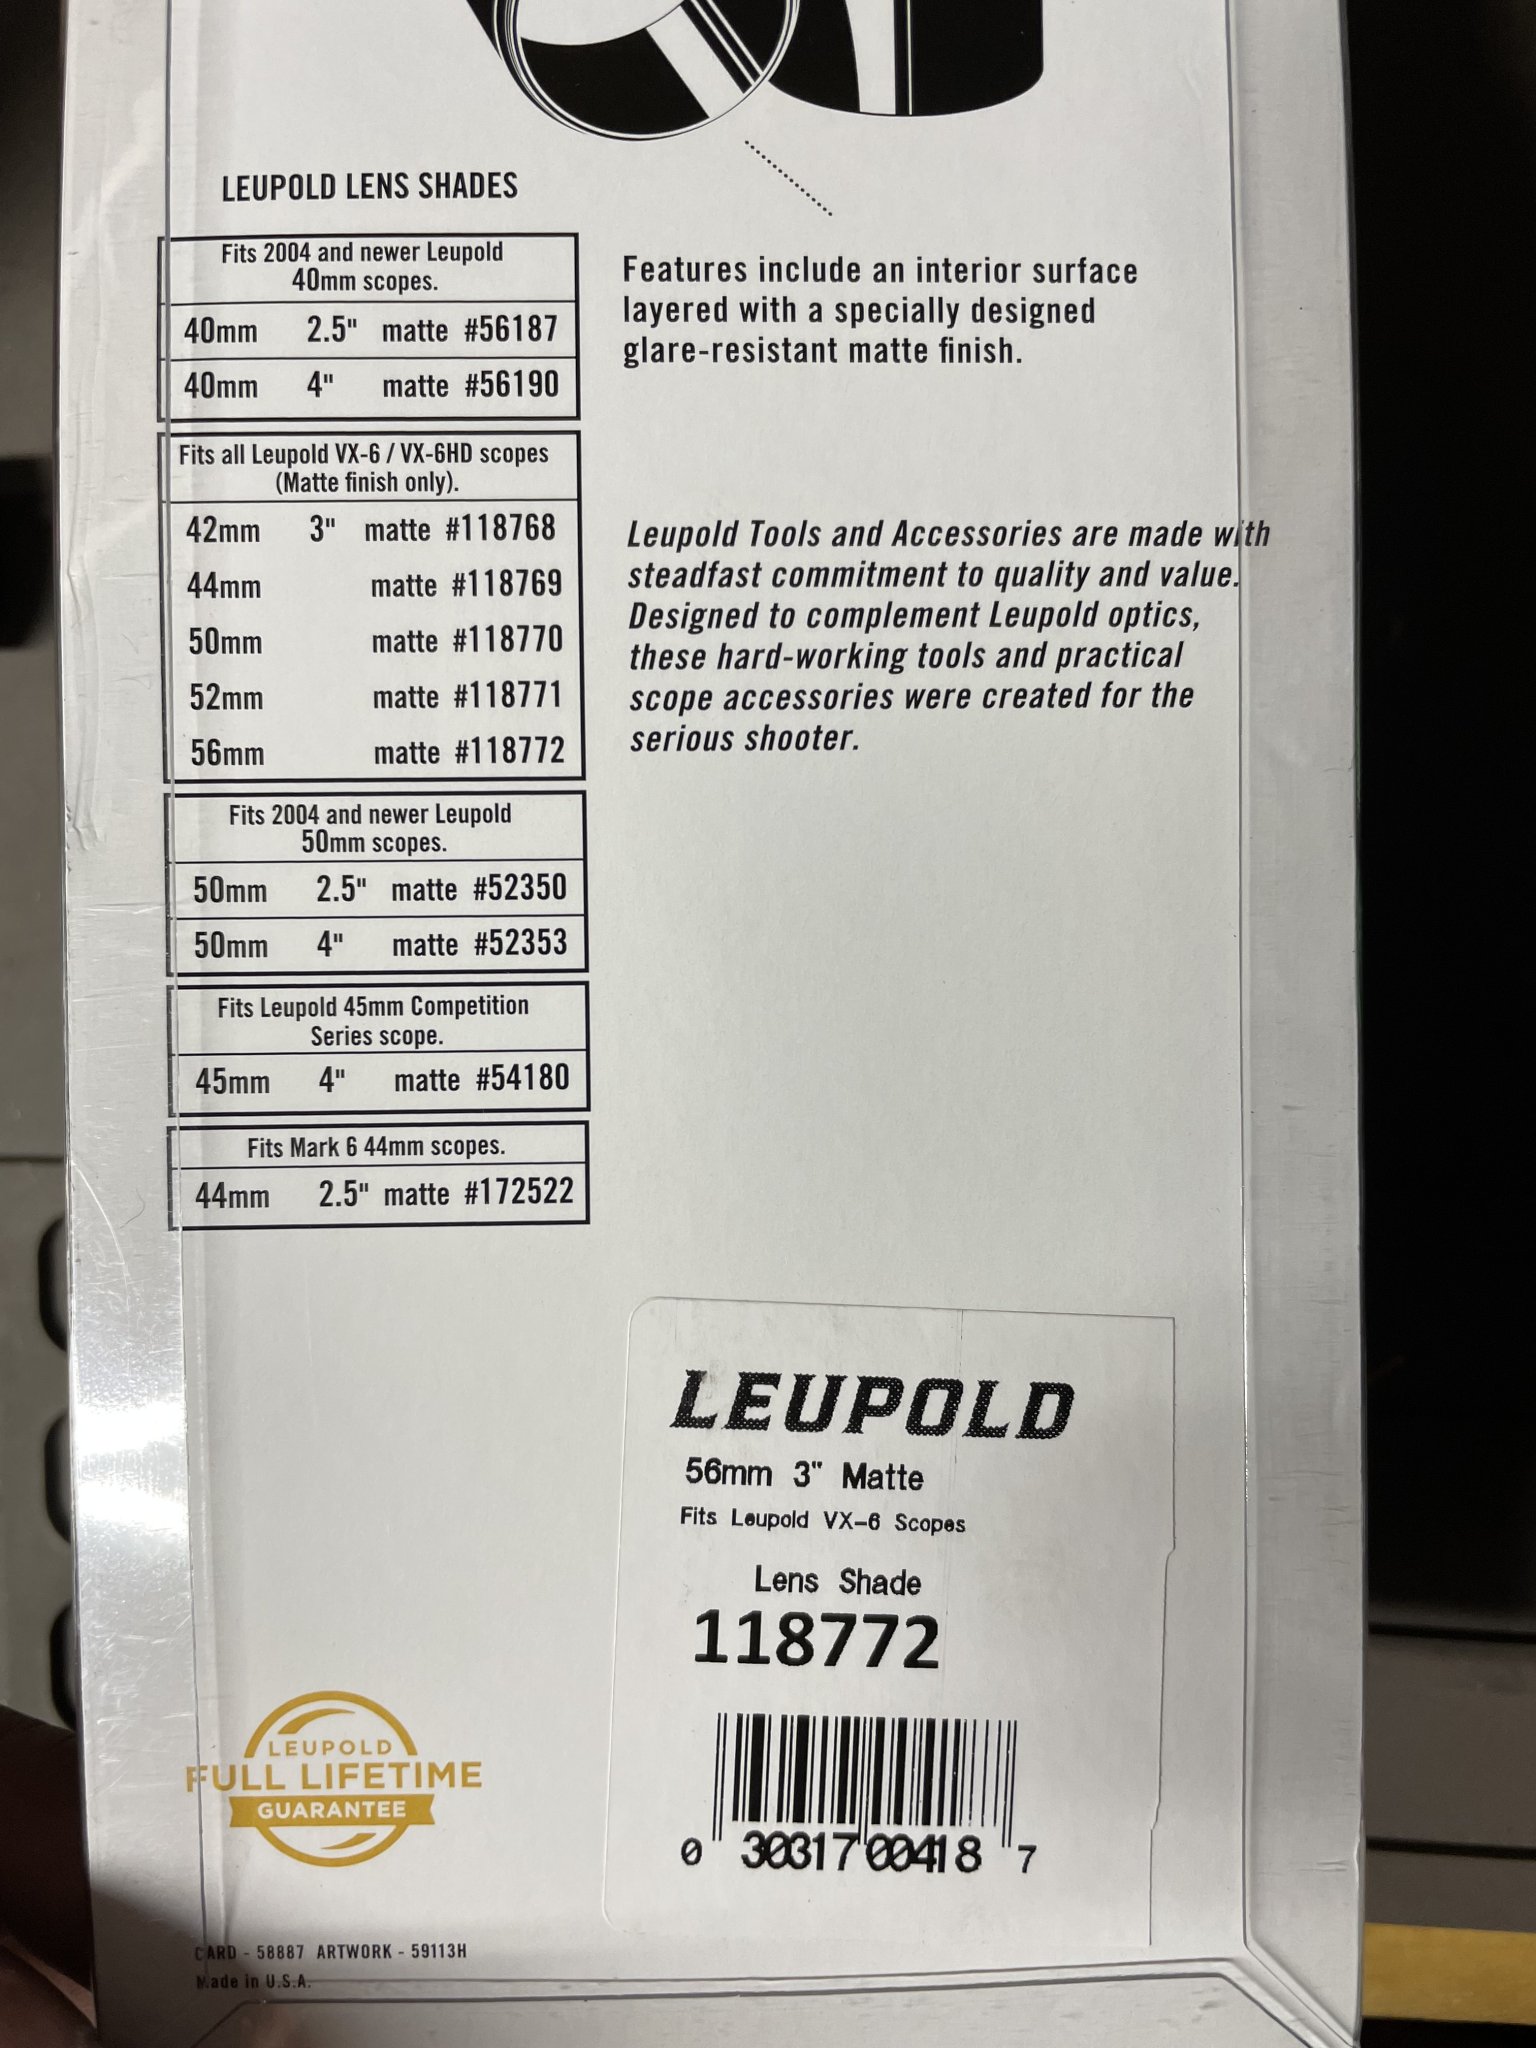 LEUPOLD LENS SHADES
Fits 2004 and newer Leupold
40mm scopes.
40mm 2.5" matte #56187
40mm 4" matte #56190
Fits all Leupold VX-6 / VX-6HD scopes
(Matte finish only).
42mm 3" matte #118768
44mm matte #118769
50mm matte #118770
52mm matte #118771
56mm matte #118772
Fits 2004 and newer Leupold
50mm scopes.
50mm 2.5" matte #52350
50mm 4" matte #52353
Fits Leupold 45mm Competition
Series scope.
45mm 4" matte #54180
Fits Mark 6 44mm scopes.
44mm 2.5" matte #172522
Features include an interior surface
layered with a specially designed
glare-resistant matte finish.
Leupold Tools and Accessories are made with
steadfast commitment to quality and value.
Designed to complement Leupold optics,
these hard-working tools and practical
scope accessories were created for the
serious shooter.
LEUPOLD
56mm 3" Matte
Fits Leupold VX-6 Scopes
Lens Shade
118772
0 30317 00418 7
LEUPOLD
FULL LIFETIME
GUARANTEE
CARD - 58887 ARTWORK - 59113H
Made in U.S.A.